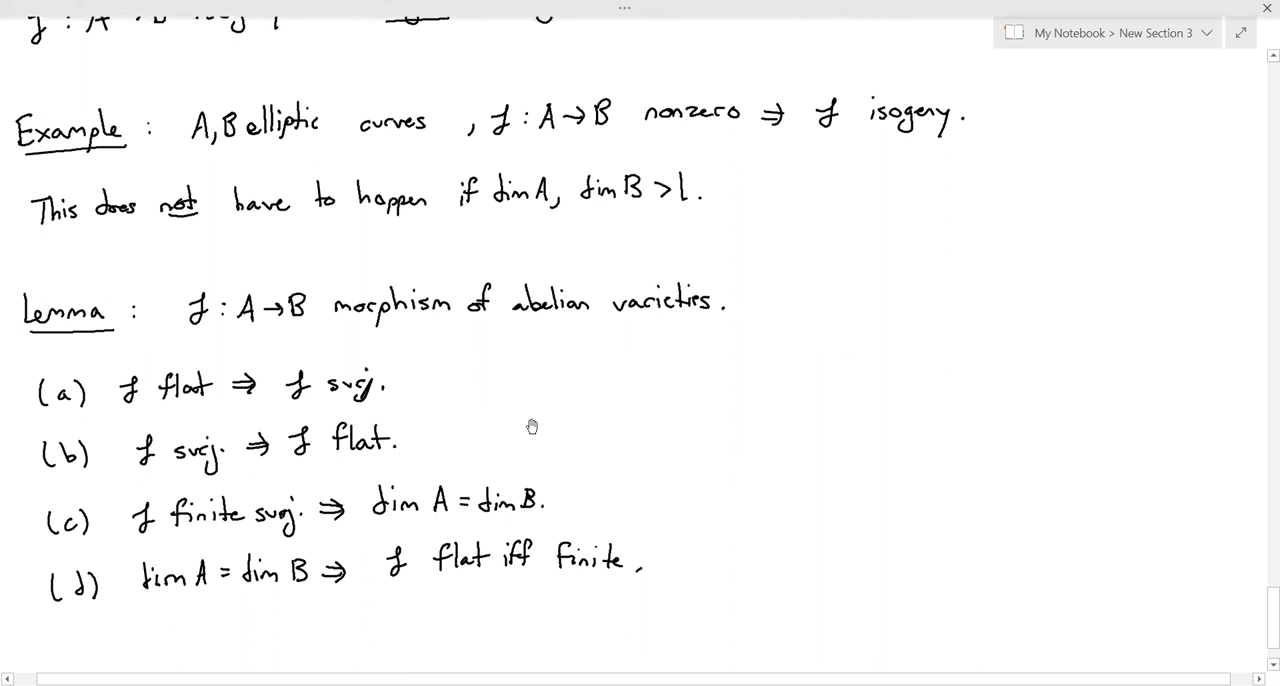 My Notebook > New Section 3
f : A → B
Example : A, B elliptic curves , f : A → B nonzero ⇒ f isogeny.
This does not have to happen if dim A, dim B > 1.
Lemma : f : A → B morphism of abelian varieties.
(a) f flat ⇒ f surj.
(b) f surj. ⇒ f flat.
(c) f finite surj. ⇒ dim A = dim B.
(d) dim A = dim B ⇒ f flat iff finite.